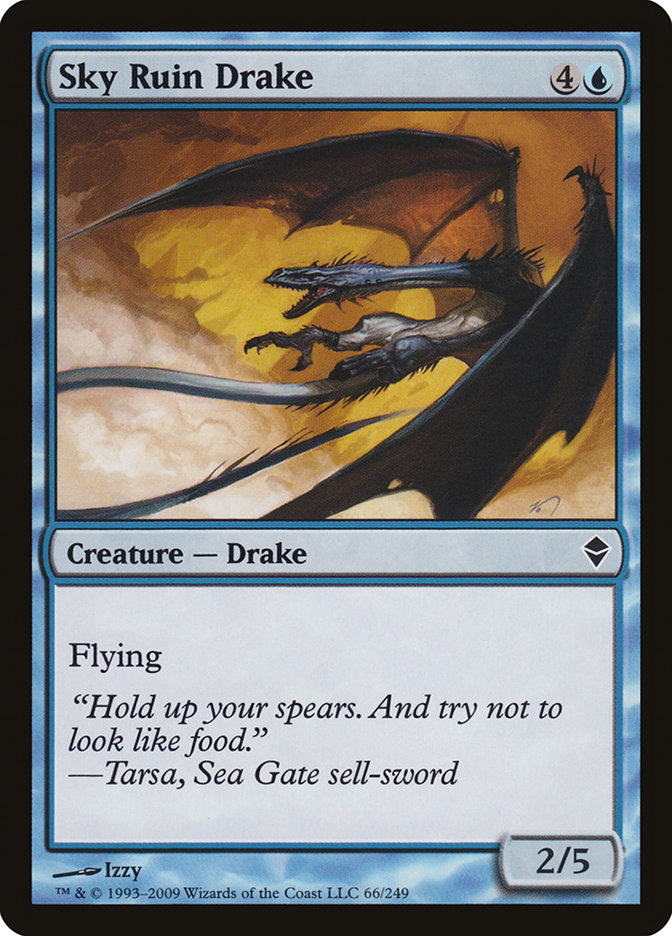 Sky Ruin Drake 4
Creature — Drake
Flying
“Hold up your spears. And try not to
look like food.”
—Tarsa, Sea Gate sell-sword
2/5
Izzy
™ & © 1993–2009 Wizards of the Coast LLC 66/249